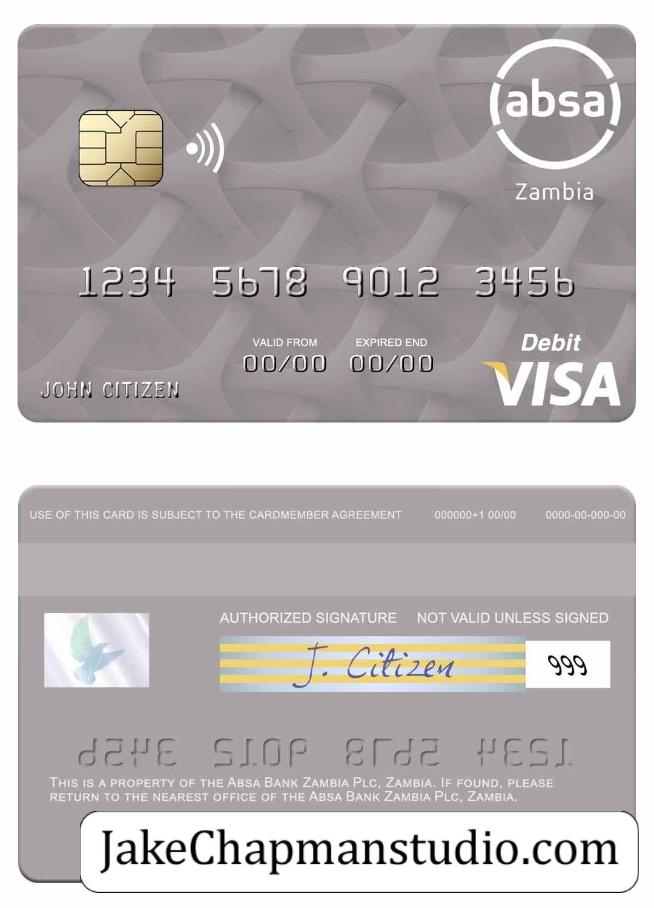 absa
Zambia
1234 5678 9012 3456
Debit
VALID FROM EXPIRED END
00/00 00/00
VISA
JOHN CITIZEN
USE OF THIS CARD IS SUBJECT TO THE CARDMEMBER AGREEMENT 000000+1 00/00 0000-00-000-00
AUTHORIZED SIGNATURE NOT VALID UNLESS SIGNED
J. Citizen 999
THIS IS A PROPERTY OF THE ABSA BANK ZAMBIA PLC, ZAMBIA. IF FOUND, PLEASE
RETURN TO THE NEAREST OFFICE OF THE ABSA BANK ZAMBIA PLC, ZAMBIA.
JakeChapmanstudio.com